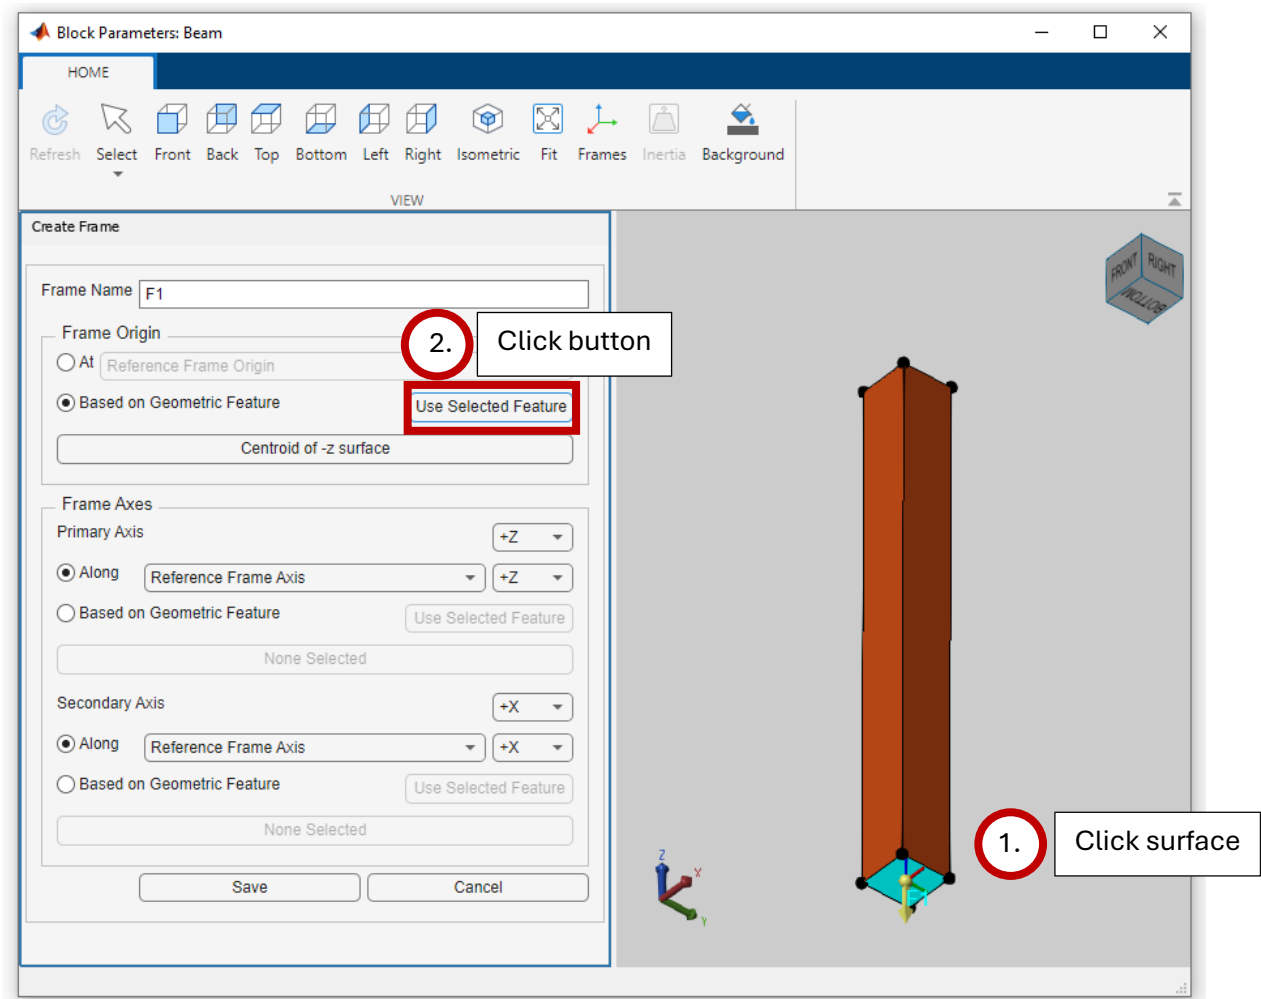 Block Parameters: Beam
HOME
Refresh Select Front Back Top Bottom Left Right Isometric Fit Frames Inertia Background
VIEW
Create Frame
Frame Name F1
Frame Origin
At Reference Frame Origin
2. Click button
Based on Geometric Feature Use Selected Feature
Centroid of -z surface
Frame Axes
Primary Axis +Z
Along Reference Frame Axis +Z
Based on Geometric Feature Use Selected Feature
None Selected
Secondary Axis +X
Along Reference Frame Axis +X
Based on Geometric Feature Use Selected Feature
None Selected
Save Cancel
FRONT RIGHT
BOTTOM
1. Click surface
Z
X
Y
F1